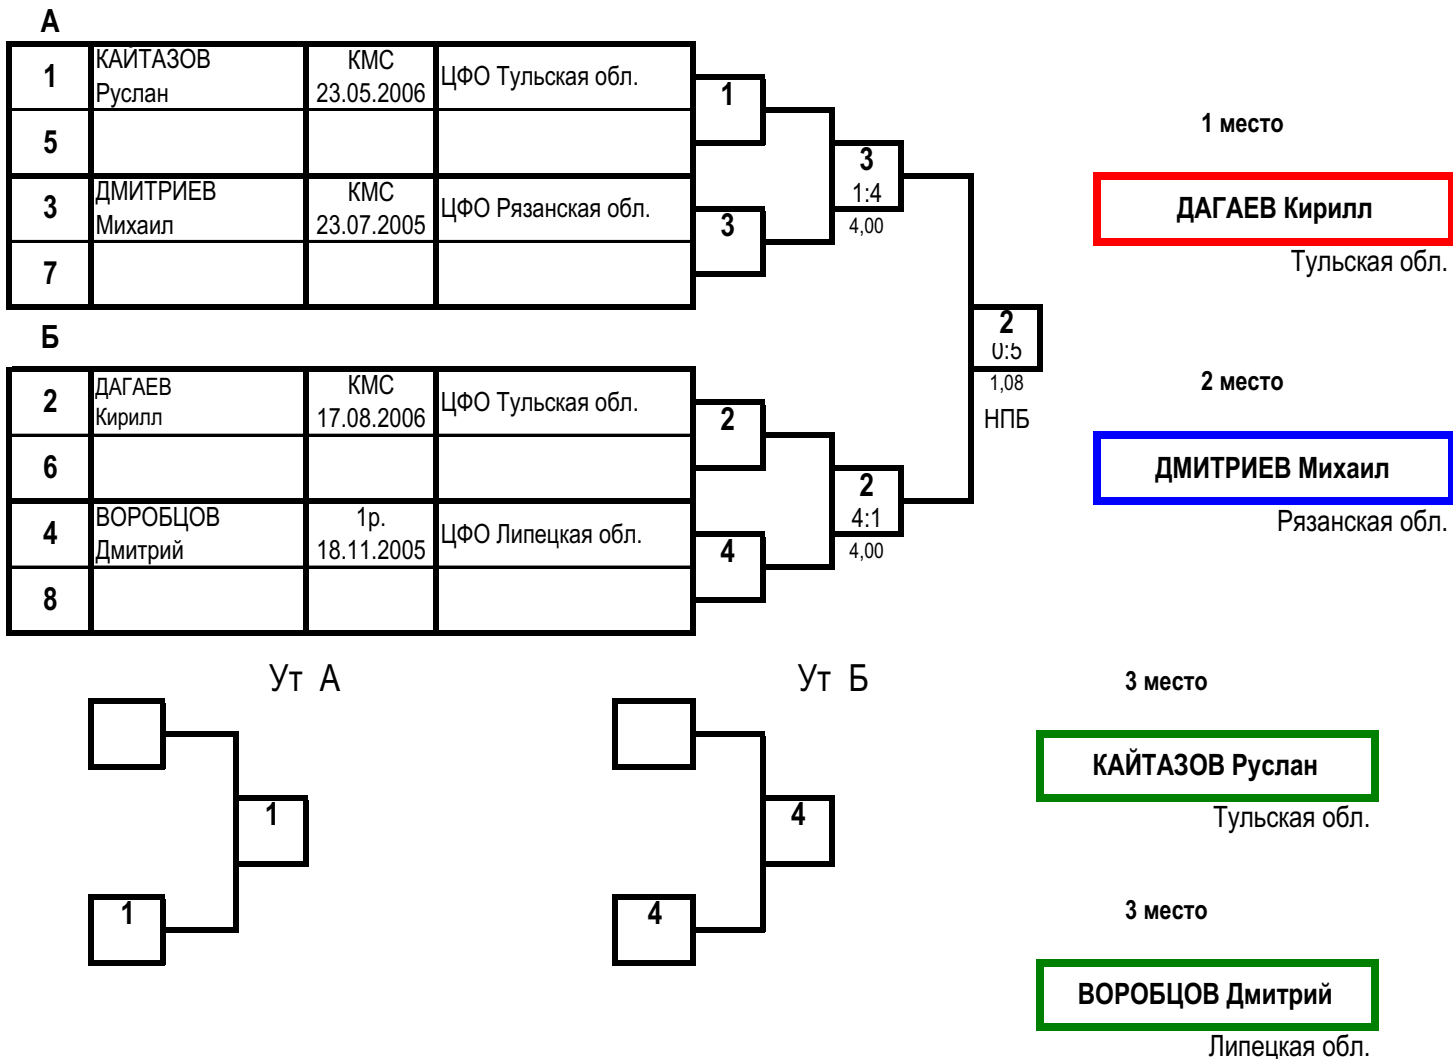 А
1
КАЙТАЗОВ
Руслан
КМС
23.05.2006
ЦФО Тульская обл.
5
3
ДМИТРИЕВ
Михаил
КМС
23.07.2005
ЦФО Рязанская обл.
7
1
3
3
1:4
4,00
Б
2
ДАГАЕВ
Кирилл
КМС
17.08.2006
ЦФО Тульская обл.
6
4
ВОРОБЦОВ
Дмитрий
1р.
18.11.2005
ЦФО Липецкая обл.
8
2
4
2
4:1
4,00
2
0:5
1,08
НПБ
1 место
ДАГАЕВ Кирилл
Тульская обл.
2 место
ДМИТРИЕВ Михаил
Рязанская обл.
Ут А
1
1
Ут Б
4
4
3 место
КАЙТАЗОВ Руслан
Тульская обл.
3 место
ВОРОБЦОВ Дмитрий
Липецкая обл.